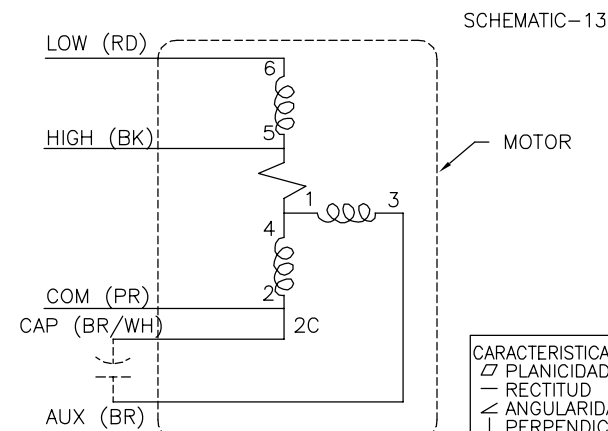 SCHEMATIC-13
LOW (RD)
6
HIGH (BK)
5
MOTOR
1
3
4
COM (PR)
2
CAP (BR/WH)
2C
AUX (BR)
CARACTERISTICA
PLANICIDAD
RECTITUD
ANGULARIDA
PERPENDIC